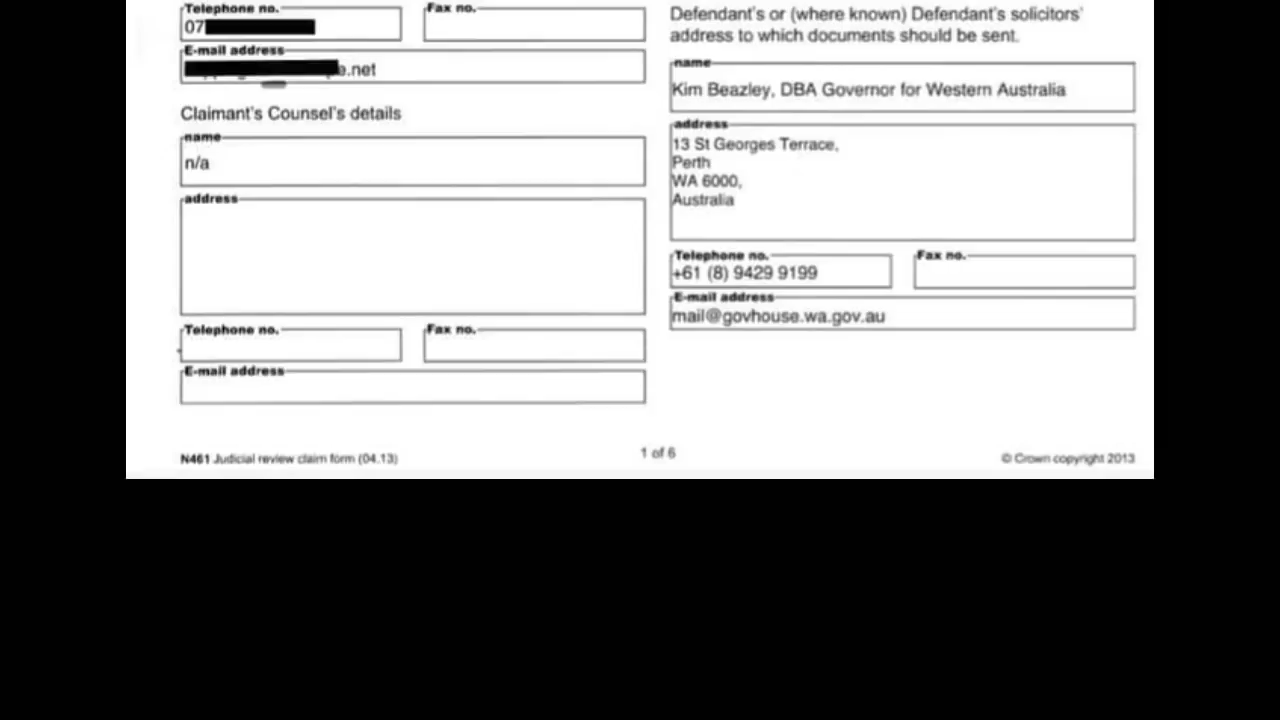 Telephone no.
07
Fax no.
E-mail address
e.net
Claimant's Counsel's details
name
n/a
address
Telephone no.
Fax no.
E-mail address
Defendant's or (where known) Defendant's solicitors'
address to which documents should be sent.
name
Kim Beazley, DBA Governor for Western Australia
address
13 St Georges Terrace,
Perth
WA 6000,
Australia
Telephone no.
+61 (8) 9429 9199
Fax no.
E-mail address
mail@govhouse.wa.gov.au
N461 Judicial review claim form (04.13)
1 of 6
© Crown copyright 2013